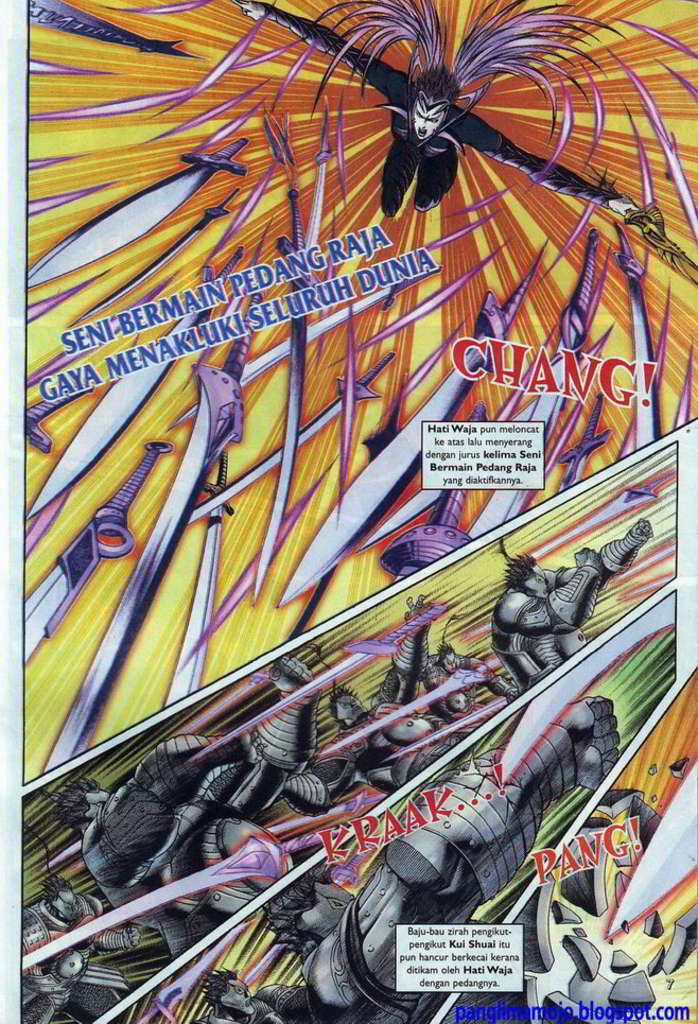 SENI BERMAIN PEDANG RAJA
GAYA MENAKLUKI SELURUH DUNIA
CHANG!
Hati Waja pun meloncat
ke atas lalu menyerang
dengan jurus kelima Seni
Bermain Pedang Raja
yang diaktifkannya.
KRAAK...!
PANG!
Baju-bau zirah pengikut-
pengikut Kui Shuai itu
pun hancur berkecai kerana
ditikam oleh Hati Waja
dengan pedangnya.
7
panglimamojo.blogspot.com